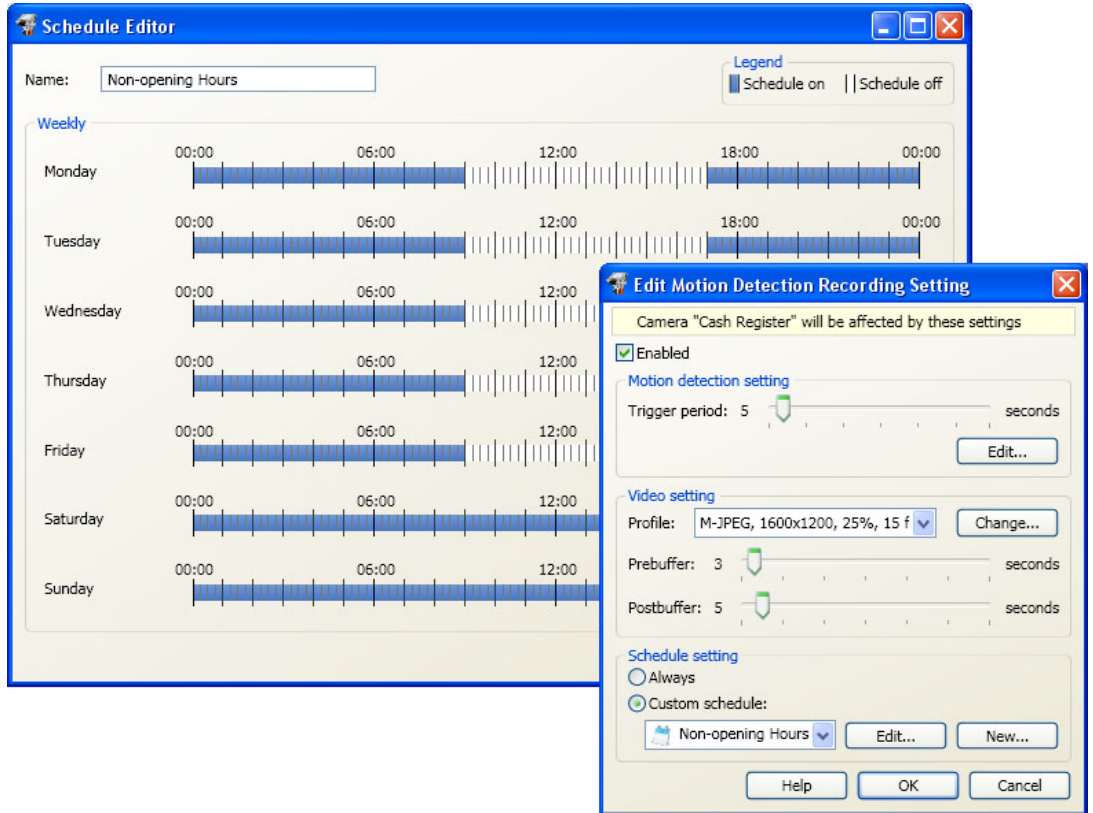 Schedule Editor
Name: Non-opening Hours
Legend
Schedule on Schedule off
Weekly
00:00 06:00 12:00 18:00 00:00
Monday
00:00 06:00 12:00 18:00 00:00
Tuesday
00:00 06:00 12:00
Wednesday
00:00 06:00 12:00
Thursday
00:00 06:00 12:00
Friday
00:00 06:00 12:00
Saturday
00:00 06:00 12:00
Sunday
Edit Motion Detection Recording Setting
Camera "Cash Register" will be affected by these settings
Enabled
Motion detection setting
Trigger period: 5 seconds
Edit...
Video setting
Profile: M-JPEG, 1600x1200, 25%, 15 f Change...
Prebuffer: 3 seconds
Postbuffer: 5 seconds
Schedule setting
Always
Custom schedule:
Non-opening Hours Edit... New...
Help OK Cancel